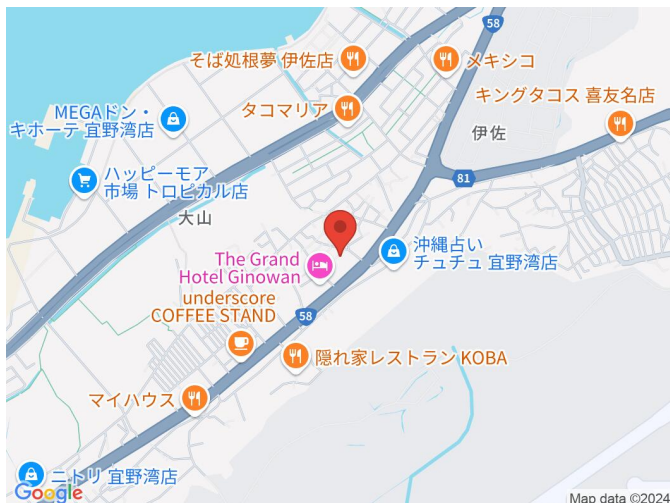 58
そば処根夢 伊佐店
メキシコ
タコマリア
キングタコス 喜友名店
MEGAドン・
キホーテ 宜野湾店
伊佐
ハッピーモア
市場 トロピカル店
81
大山
The Grand
Hotel Ginowan
沖縄占い
チュチュ 宜野湾店
underscore
COFFEE STAND
58
隠れ家レストラン KOBA
マイハウス
ニトリ 宜野湾店
Google
Map data ©2024